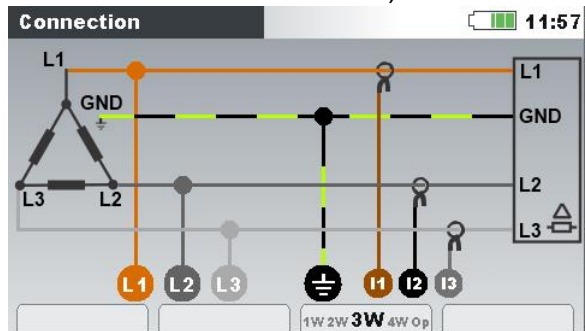 Connection 11:57
L1
L1
GND
GND
L3
L2
L2
L3
L1 L2 L3 I1 I2 I3
1W 2W 3W 4W Op